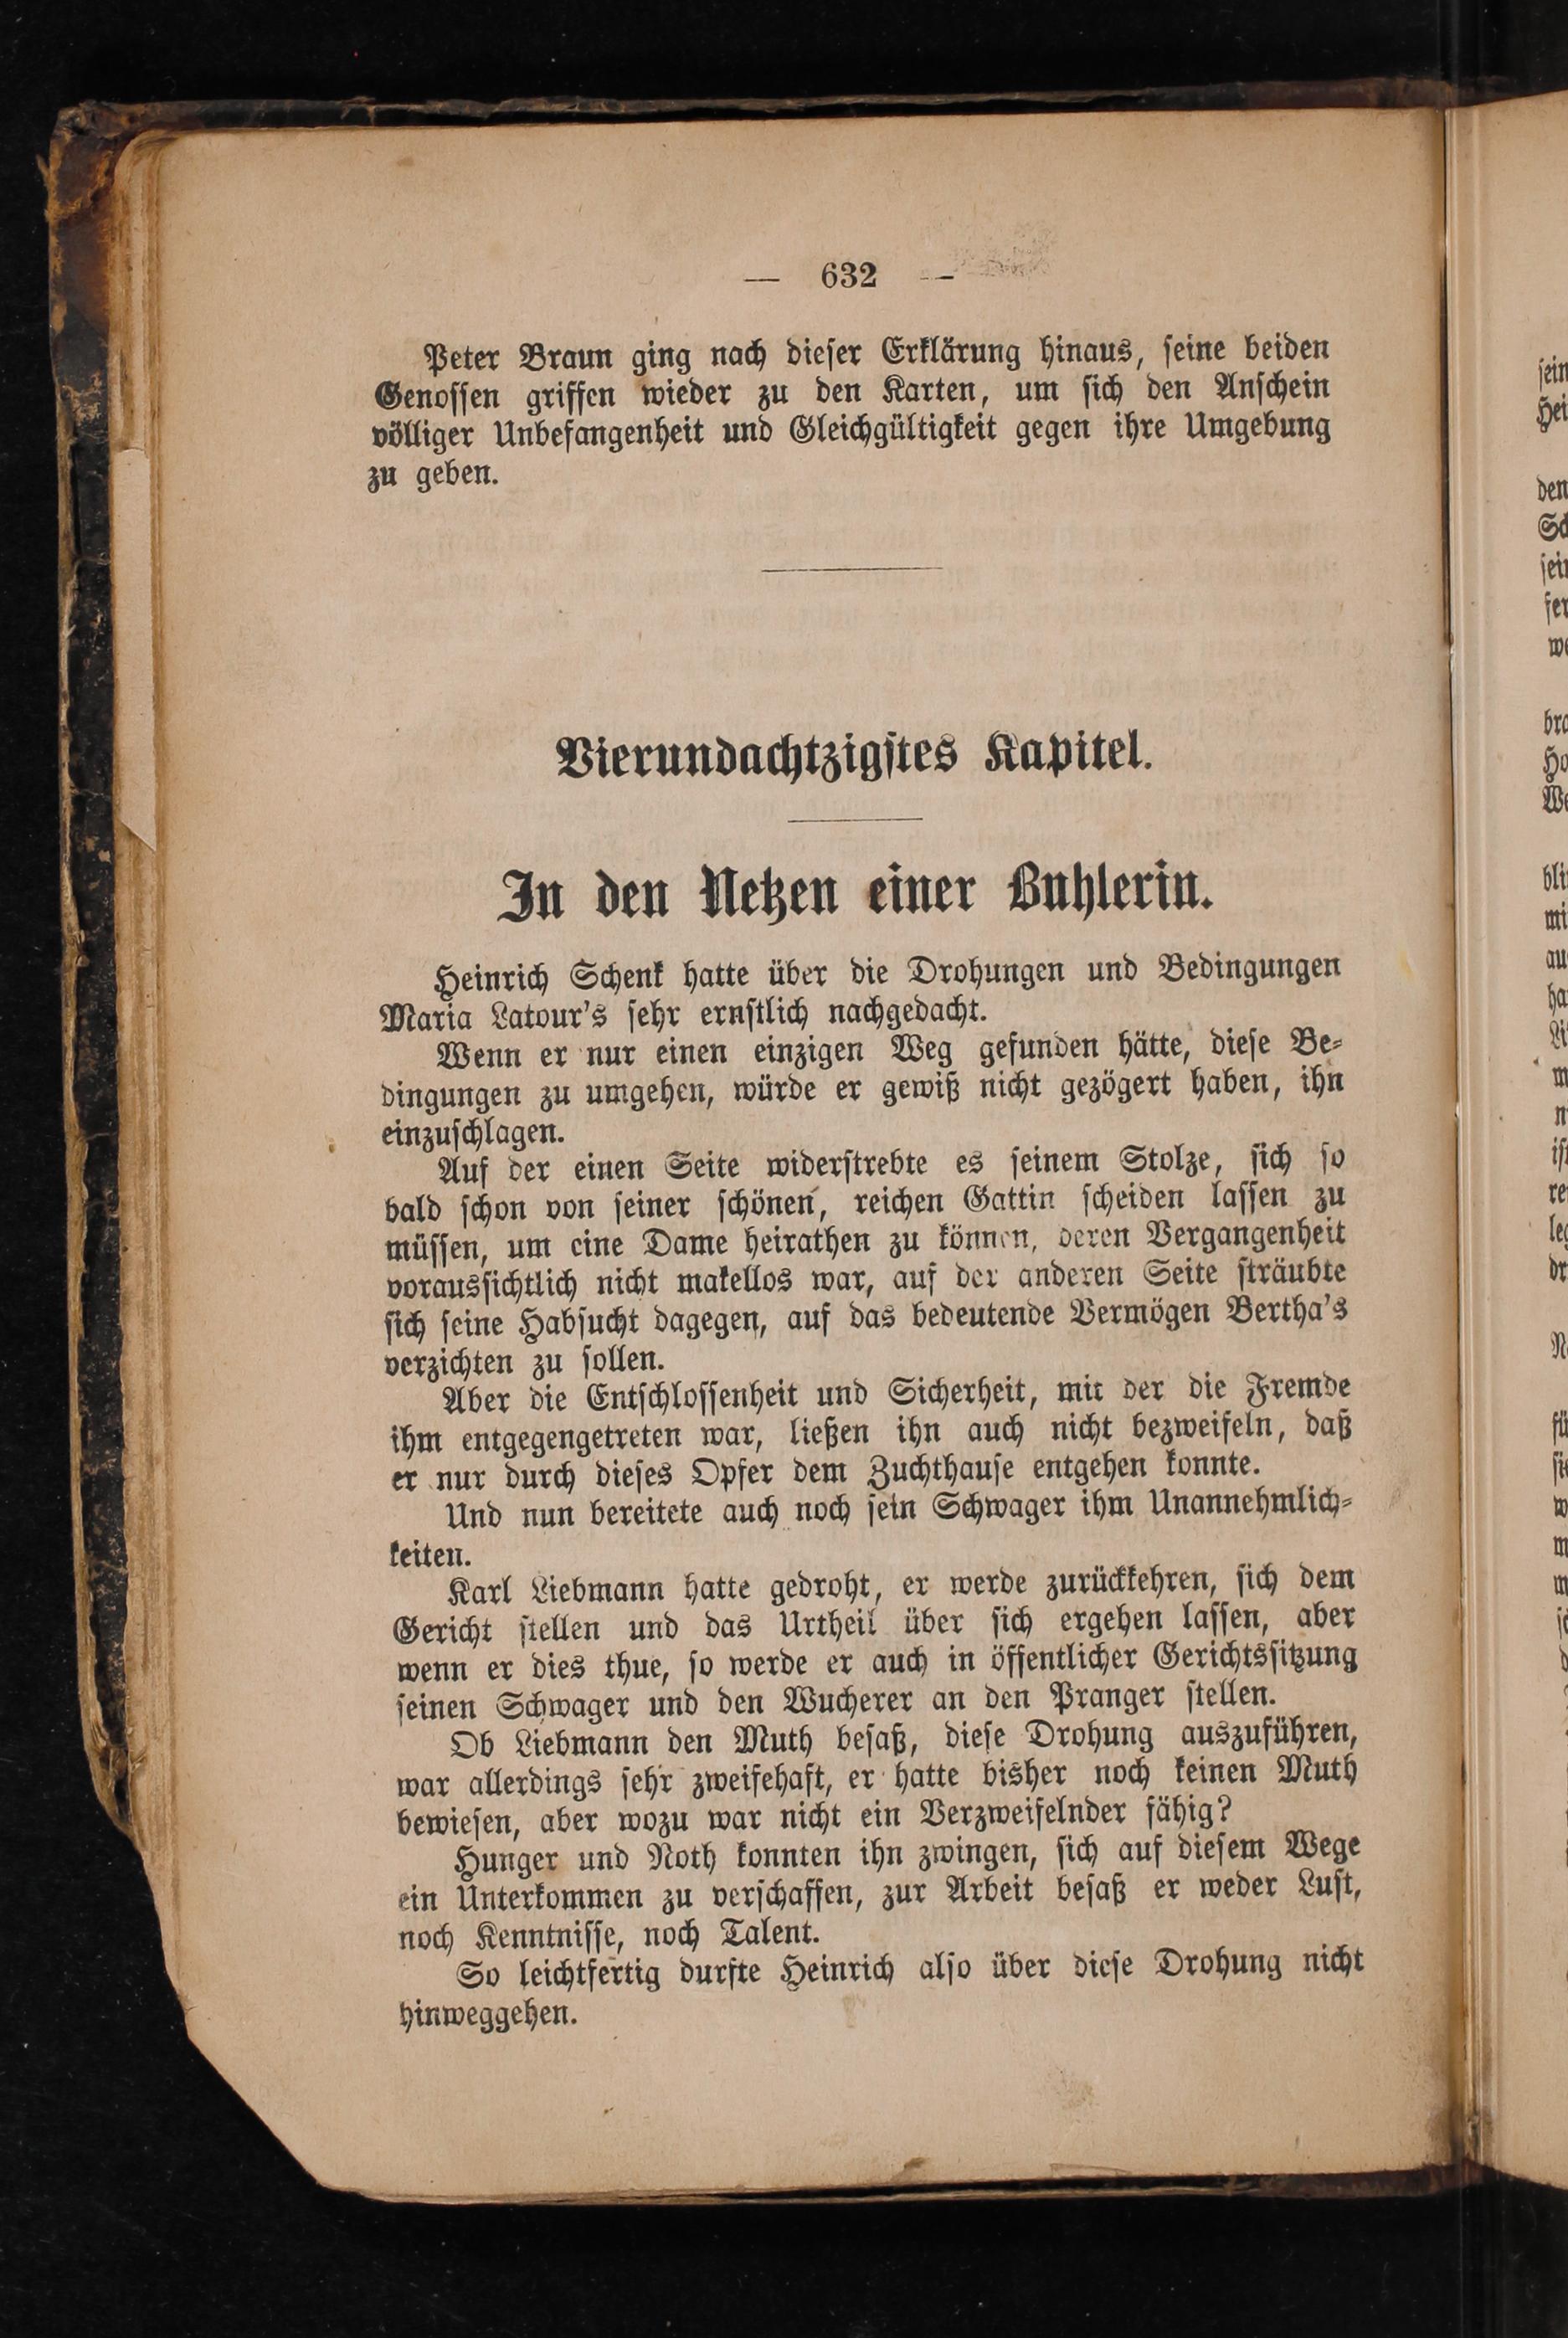 — 632 —
Peter Braun ging nach dieser Erklärung hinaus, seine beiden
Genossen griffen wieder zu den Karten, um sich den Anschein
völliger Unbefangenheit und Gleichgültigkeit gegen ihre Umgebung
zu geben.
Vierundachtzigstes Kapitel.
In den Netzen einer Buhlerin.
Heinrich Schenk hatte über die Drohungen und Bedingungen
Maria Latour's sehr ernstlich nachgedacht.
Wenn er nur einen einzigen Weg gefunden hätte, diese Be-
dingungen zu umgehen, würde er gewiß nicht gezögert haben, ihn
einzuschlagen.
Auf der einen Seite widerstrebte es seinem Stolze, sich so
bald schon von seiner schönen, reichen Gattin scheiden lassen zu
müssen, um eine Dame heirathen zu können, deren Vergangenheit
voraussichtlich nicht makellos war, auf der anderen Seite sträubte
sich seine Habsucht dagegen, auf das bedeutende Vermögen Bertha's
verzichten zu sollen.
Aber die Entschlossenheit und Sicherheit, mit der die Fremde
ihm entgegengetreten war, ließen ihn auch nicht bezweifeln, daß
er nur durch dieses Opfer dem Zuchthause entgehen konnte.
Und nun bereitete auch noch sein Schwager ihm Unannehmlich-
keiten.
Karl Liebmann hatte gedroht, er werde zurückkehren, sich dem
Gericht stellen und das Urtheil über sich ergehen lassen, aber
wenn er dies thue, so werde er auch in öffentlicher Gerichtssitzung
seinen Schwager und den Wucherer an den Pranger stellen.
Ob Liebmann den Muth besaß, diese Drohung auszuführen,
war allerdings sehr zweifehaft, er hatte bisher noch keinen Muth
bewiesen, aber wozu war nicht ein Verzweifelnder fähig?
Hunger und Noth konnten ihn zwingen, sich auf diesem Wege
ein Unterkommen zu verschaffen, zur Arbeit besaß er weder Lust,
noch Kenntnisse, noch Talent.
So leichtfertig durfte Heinrich also über diese Drohung nicht
hinweggehen.